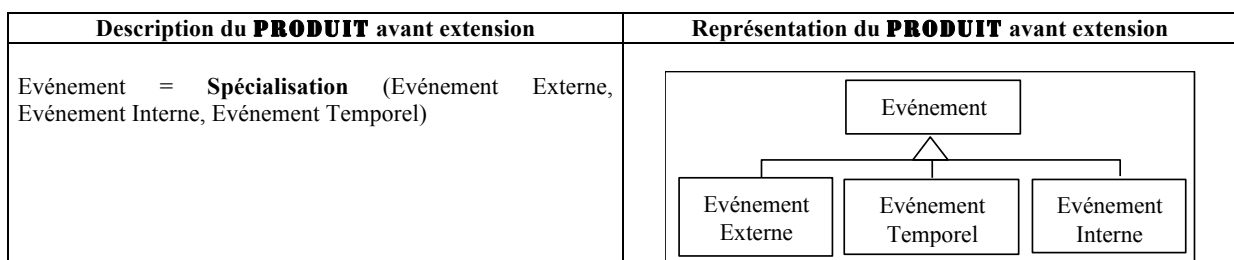 Description du PRODUIT avant extension
Représentation du PRODUIT avant extension
Evénement = Spécialisation (Evénement Externe,
Evénement Interne, Evénement Temporel)
Evénement
Evénement
Externe
Evénement
Temporel
Evénement
Interne